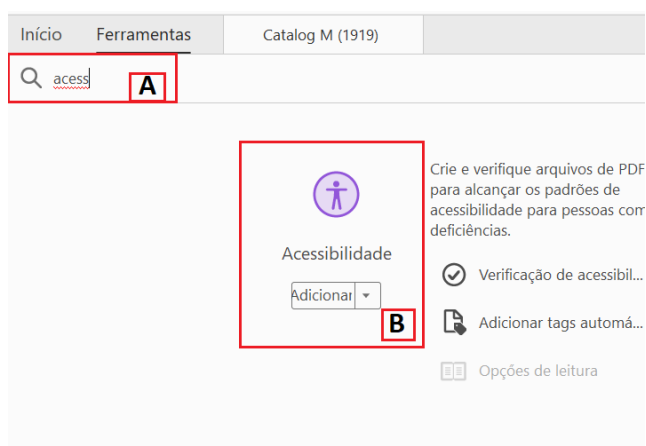 Início Ferramentas Catalog M (1919)
acess
A
Crie e verifique arquivos de PDF
para alcançar os padrões de
acessibilidade para pessoas com
deficiências.
Acessibilidade
Adicionar
B
Verificação de acessibil...
Adicionar tags automá...
Opções de leitura